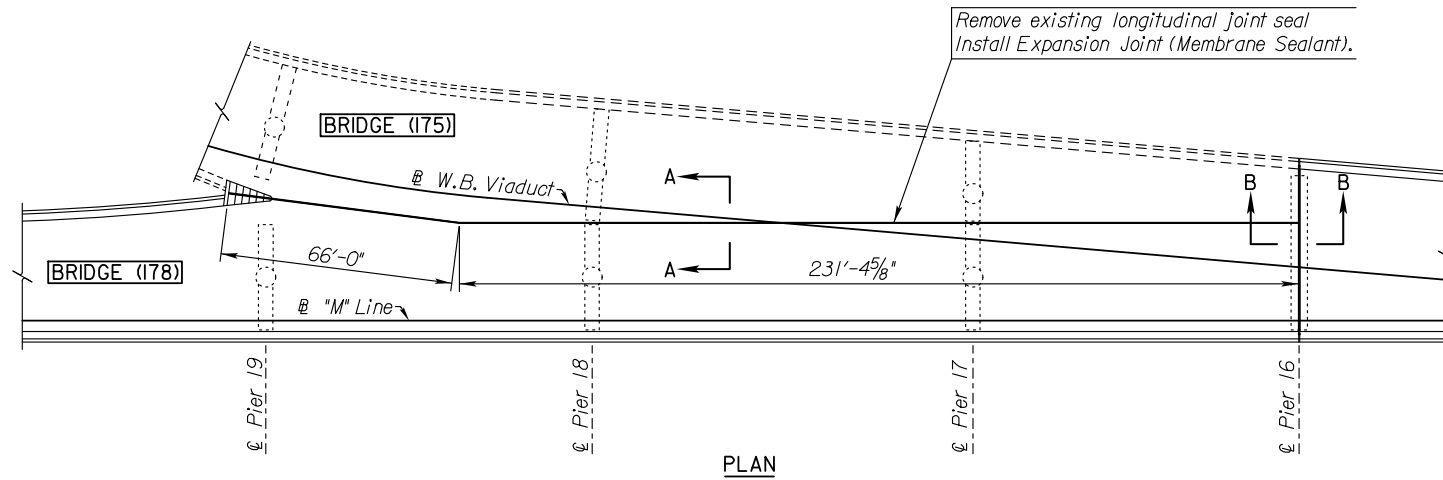 Remove existing longitudinal joint seal
Install Expansion Joint (Membrane Sealant).
BRIDGE (175)
℄ W.B. Viaduct
A
A
B
B
66'-0"
231'-4⅝"
BRIDGE (178)
℄ "M" Line
℄ Pier 19
℄ Pier 18
℄ Pier 17
℄ Pier 16
PLAN